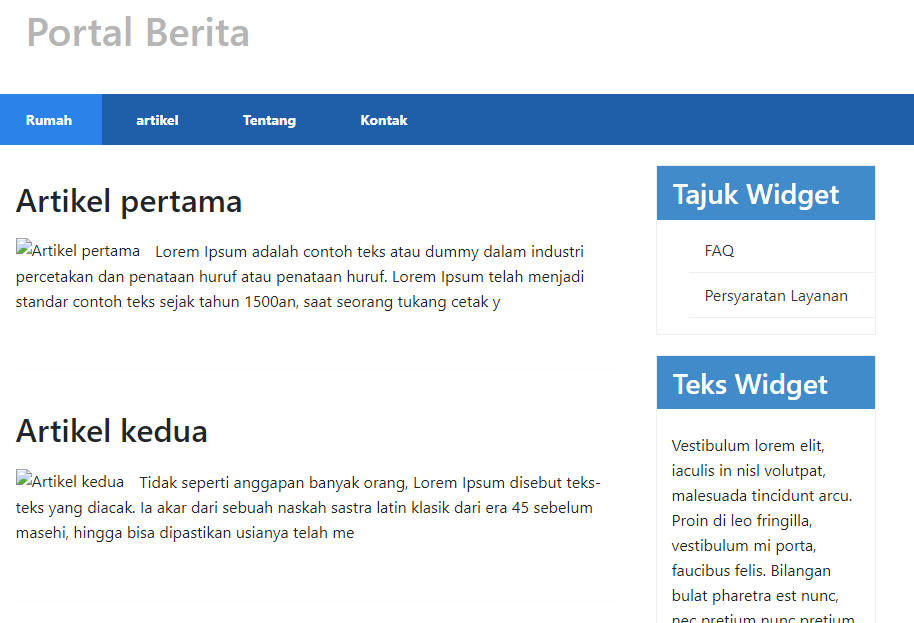 Portal Berita
Rumah artikel Tentang Kontak
Artikel pertama
Artikel pertama Lorem Ipsum adalah contoh teks atau dummy dalam industri
percetakan dan penataan huruf atau penataan huruf. Lorem Ipsum telah menjadi
standar contoh teks sejak tahun 1500an, saat seorang tukang cetak y
Artikel kedua
Artikel kedua Tidak seperti anggapan banyak orang, Lorem Ipsum disebut teks-
teks yang diacak. Ia akar dari sebuah naskah sastra latin klasik dari era 45 sebelum
masehi, hingga bisa dipastikan usianya telah me
Tajuk Widget
FAQ
Persyaratan Layanan
Teks Widget
Vestibulum lorem elit,
iaculis in nisl volutpat,
malesuada tincidunt arcu.
Proin di leo fringilla,
vestibulum mi porta,
faucibus felis. Bilangan
bulat pharetra est nunc,
nec pretium nunc pretium